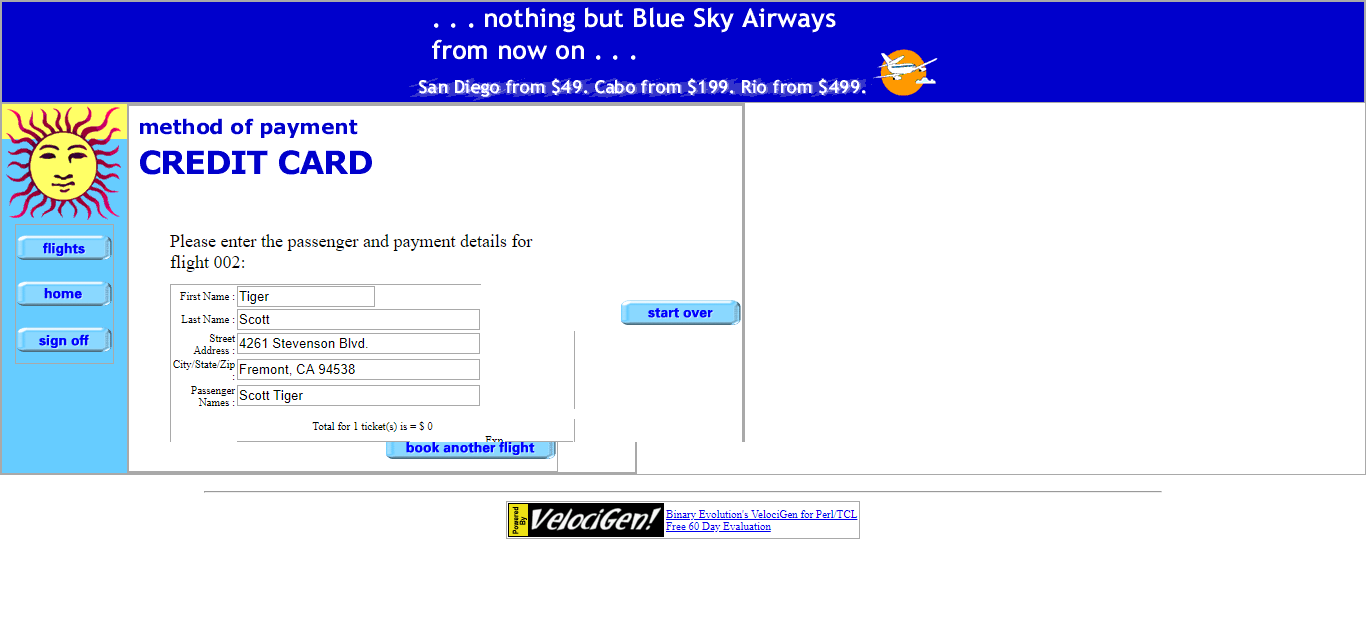 . . . nothing but Blue Sky Airways
from now on . . .
San Diego from $49. Cabo from $199. Rio from $499.
method of payment
CREDIT CARD
flights
home
sign off
Please enter the passenger and payment details for
flight 002:
First Name : Tiger
start over
Last Name : Scott
Street
Address : 4261 Stevenson Blvd.
City/State/Zip
: Fremont, CA 94538
Passenger
Names : Scott Tiger
Total for 1 ticket(s) is = $ 0
Exp
book another flight
Powered
By
VelociGen!
Binary Evolution's VelociGen for Perl/TCL
Free 60 Day Evaluation